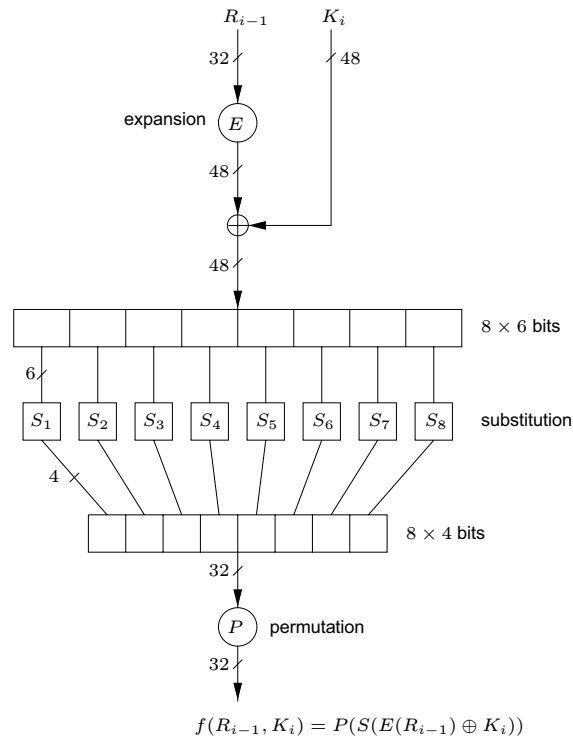 R_{i−1} K_i
32 48
expansion E
48
⊕
48
8 × 6 bits
6
S_1 S_2 S_3 S_4 S_5 S_6 S_7 S_8 substitution
4
8 × 4 bits
32
P permutation
32
f(R_{i−1}, K_i) = P(S(E(R_{i−1}) ⊕ K_i))